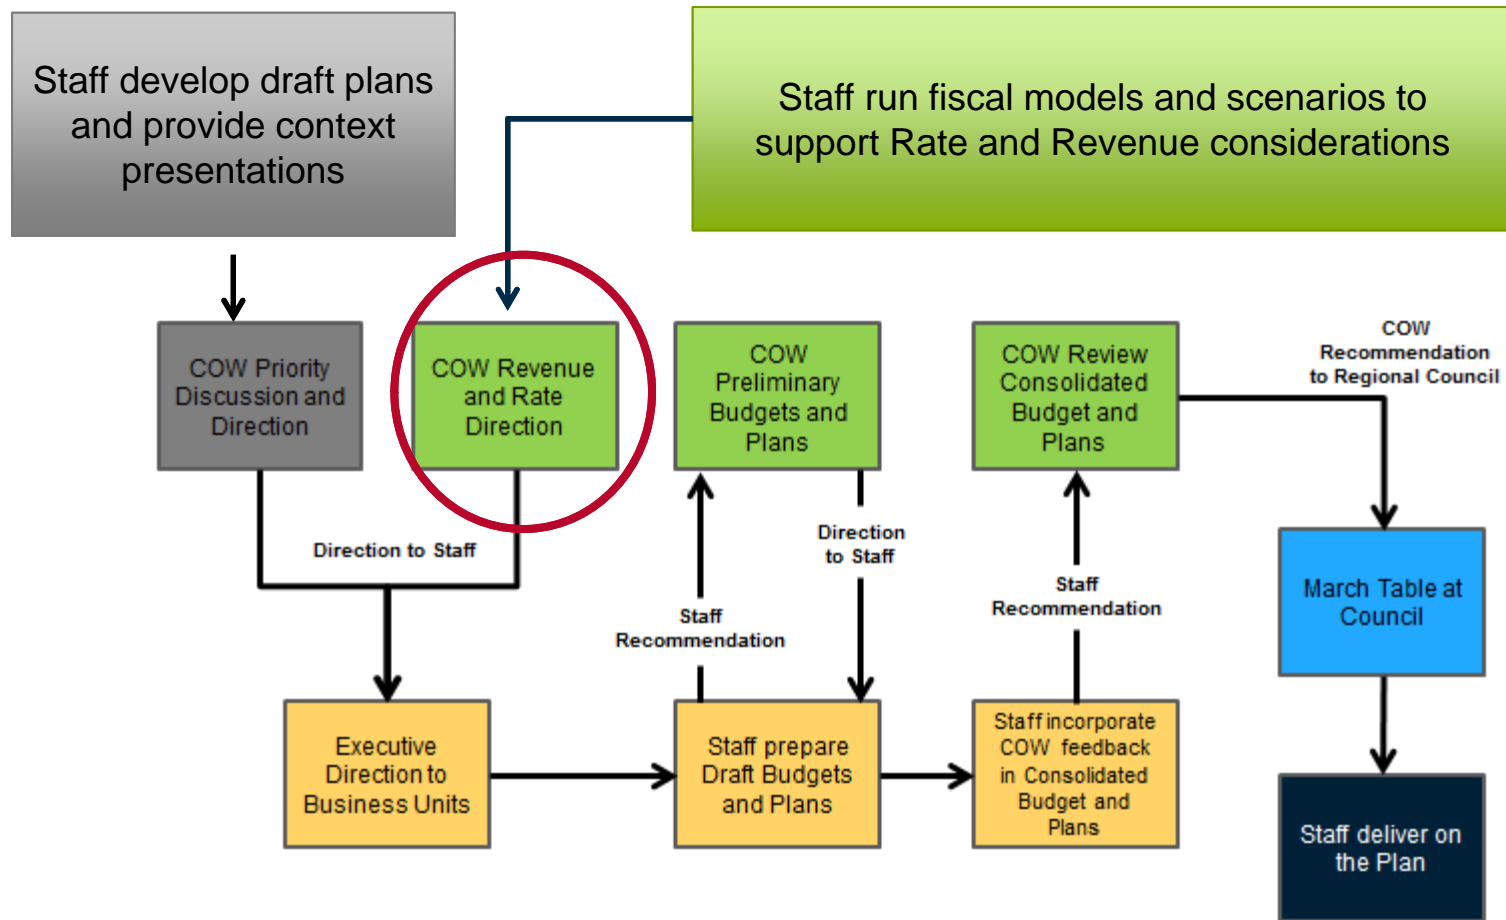 Staff develop draft plans
and provide context
presentations
Staff run fiscal models and scenarios to
support Rate and Revenue considerations
COW Priority
Discussion and
Direction
COW Revenue
and Rate
Direction
COW
Preliminary
Budgets and
Plans
COW Review
Consolidated
Budget and
Plans
COW
Recommendation
to Regional Council
Direction to Staff
Staff
Recommendation
Direction
to Staff
Staff
Recommendation
March Table at
Council
Executive
Direction to
Business Units
Staff prepare
Draft Budgets
and Plans
Staff incorporate
COW feedback
in Consolidated
Budget and
Plans
Staff deliver on
the Plan